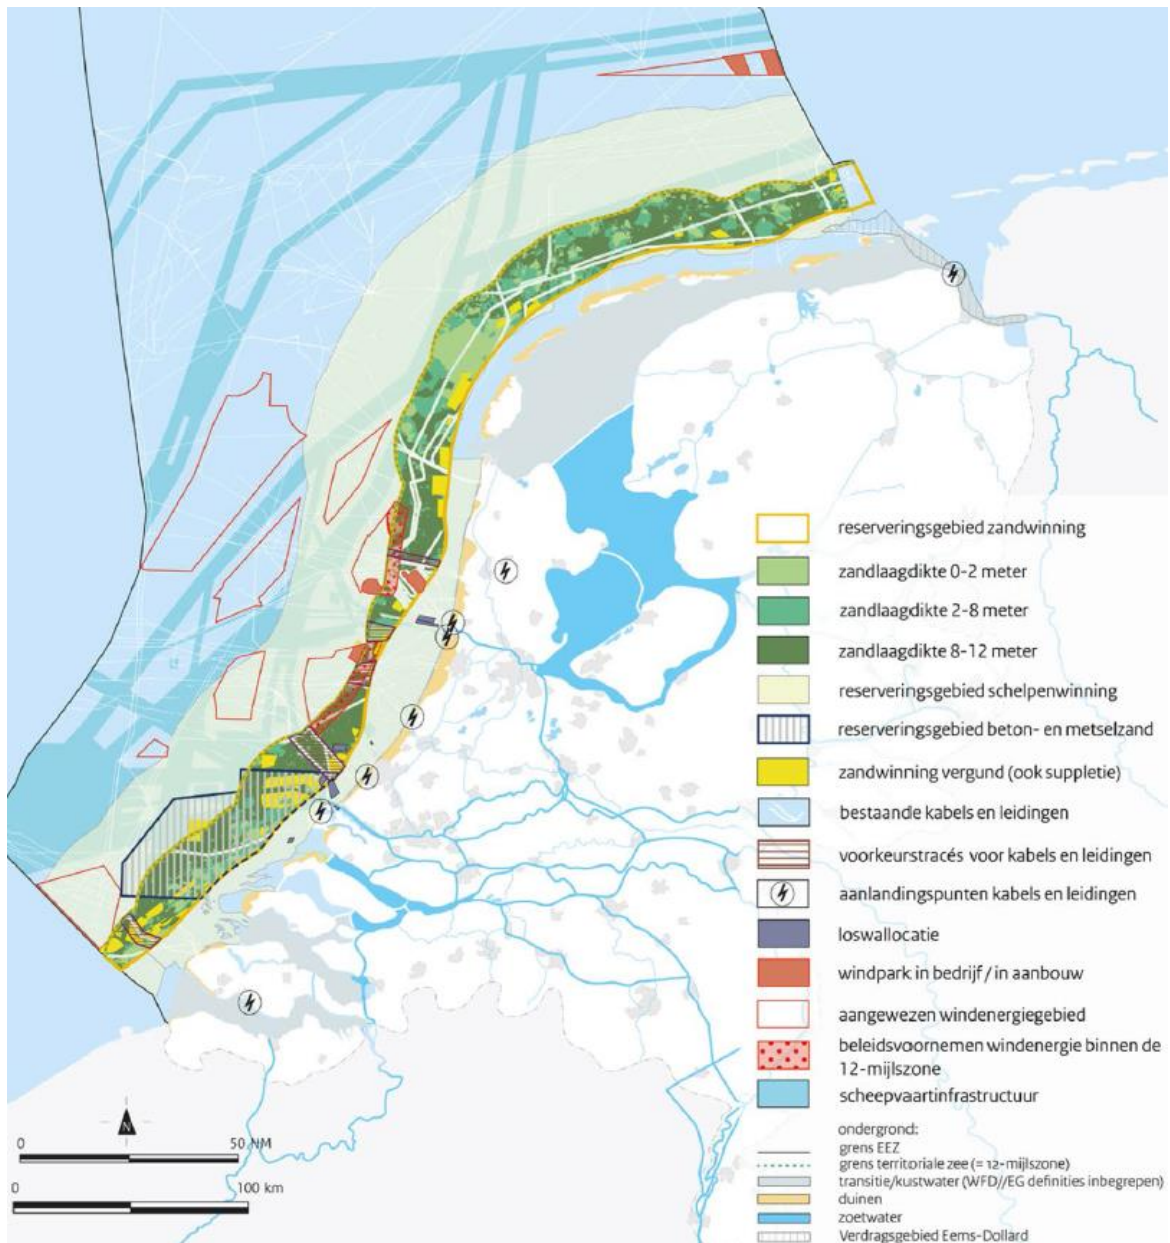 reserveringsgebied zandwinning
zandlaagdikte 0-2 meter
zandlaagdikte 2-8 meter
zandlaagdikte 8-12 meter
reserveringsgebied schelpenwinning
reserveringsgebied beton- en metselzand
zandwinning vergund (ook suppletie)
bestaande kabels en leidingen
voorkeurstracés voor kabels en leidingen
aanlandingspunten kabels en leidingen
loswallocatie
windpark in bedrijf / in aanbouw
aangewezen windenergiegebied
beleidsvoornemen windenergie binnen de
12-mijlszone
scheepvaartinfrastructuur
ondergrond:
grens EEZ
grens territoriale zee (= 12-mijlszone)
transitie/kustwater (WFD//EG definities inbegrepen)
duinen
zoetwater
Verdragsgebied Eems-Dollard
N
0 50 NM
0 100 km